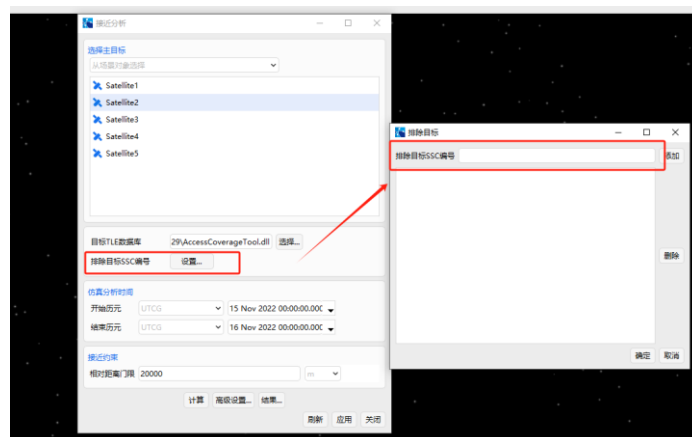 接近分析
选择主目标
从场景对象选择
Satellite1
Satellite2
Satellite3
Satellite4
Satellite5
目标TLE数据库 29\AccessCoverageTool.dll 选择...
排除目标SSC编号 设置...
仿真分析时间
开始历元 UTCG 15 Nov 2022 00:00:00.000
结束历元 UTCG 16 Nov 2022 00:00:00.000
接近约束
相对距离门限 20000 m
计算 高级设置... 结果...
刷新 应用 关闭
排除目标
排除目标SSC编号 添加
删除
确定 取消